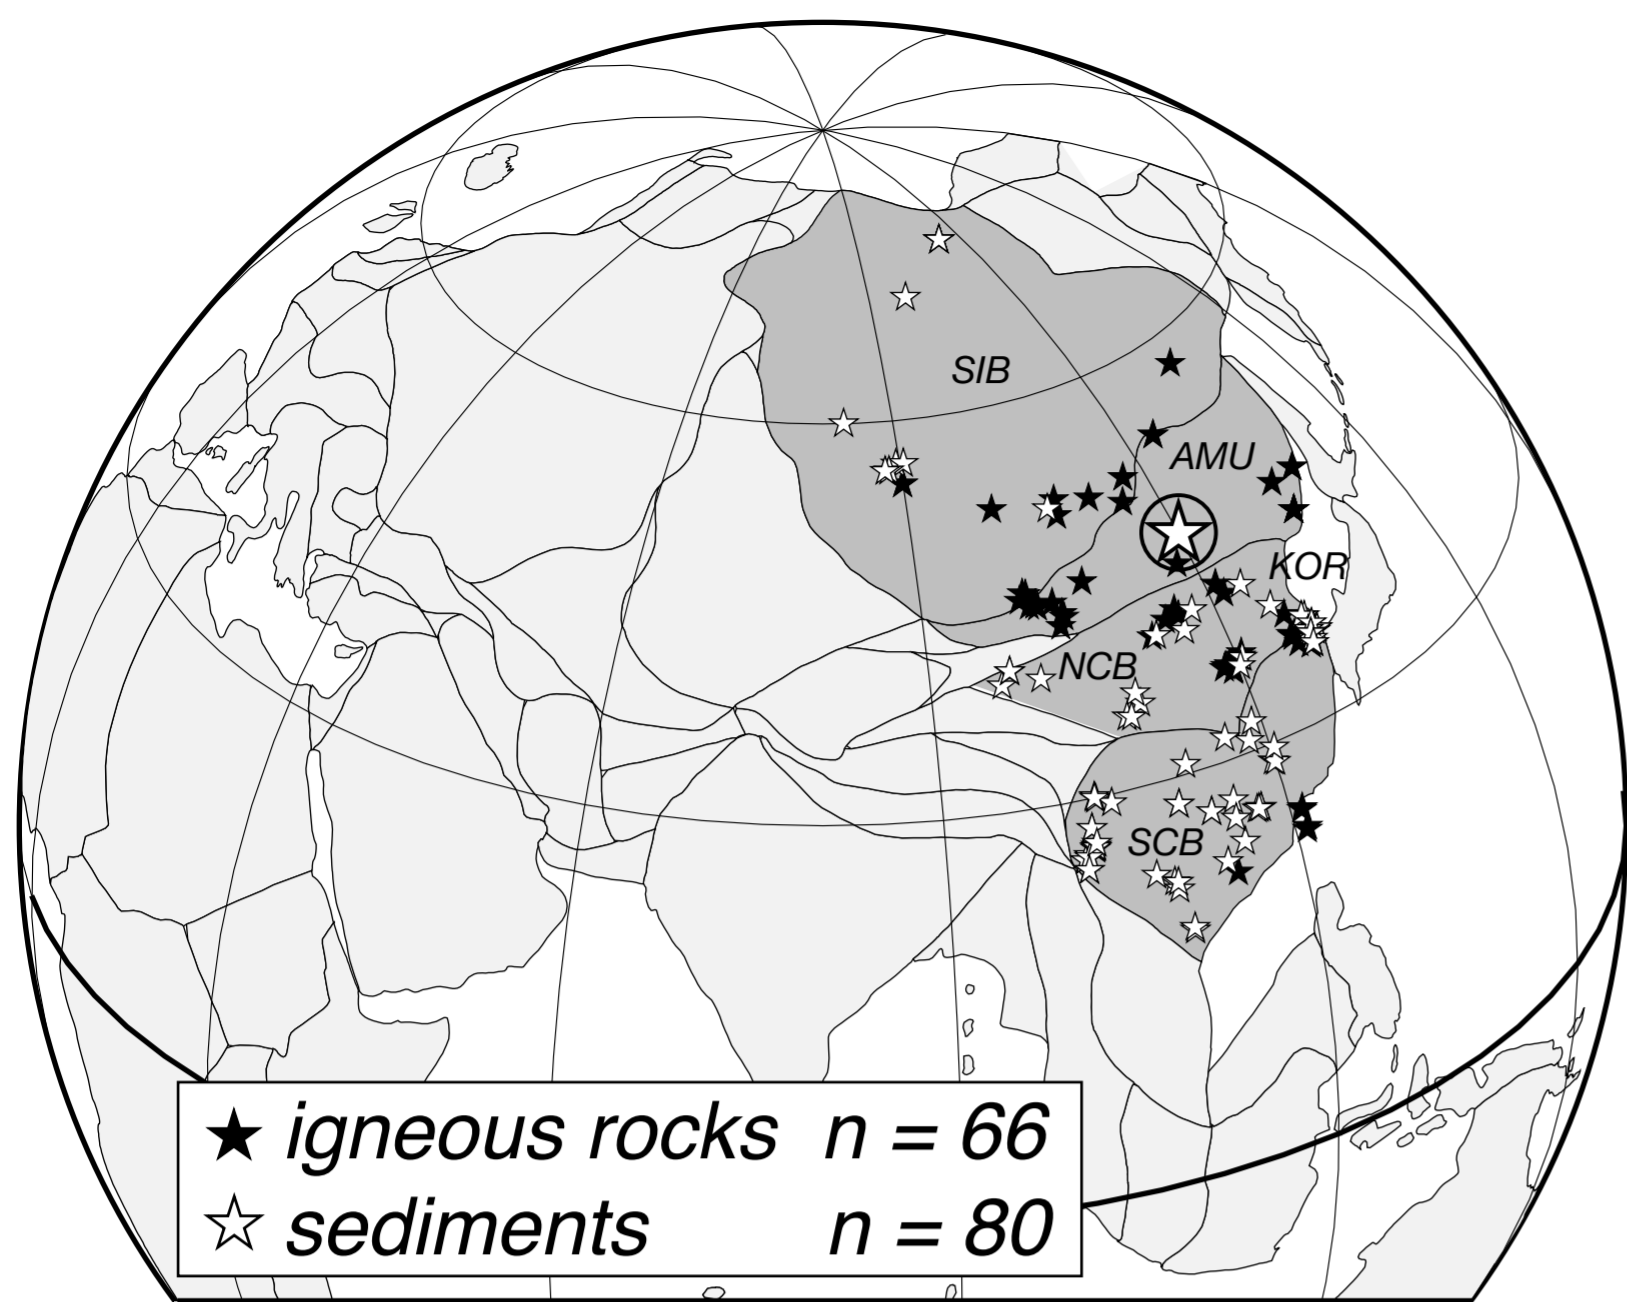 SIB
AMU
KOR
NCB
SCB
igneous rocks n = 66
sediments n = 80